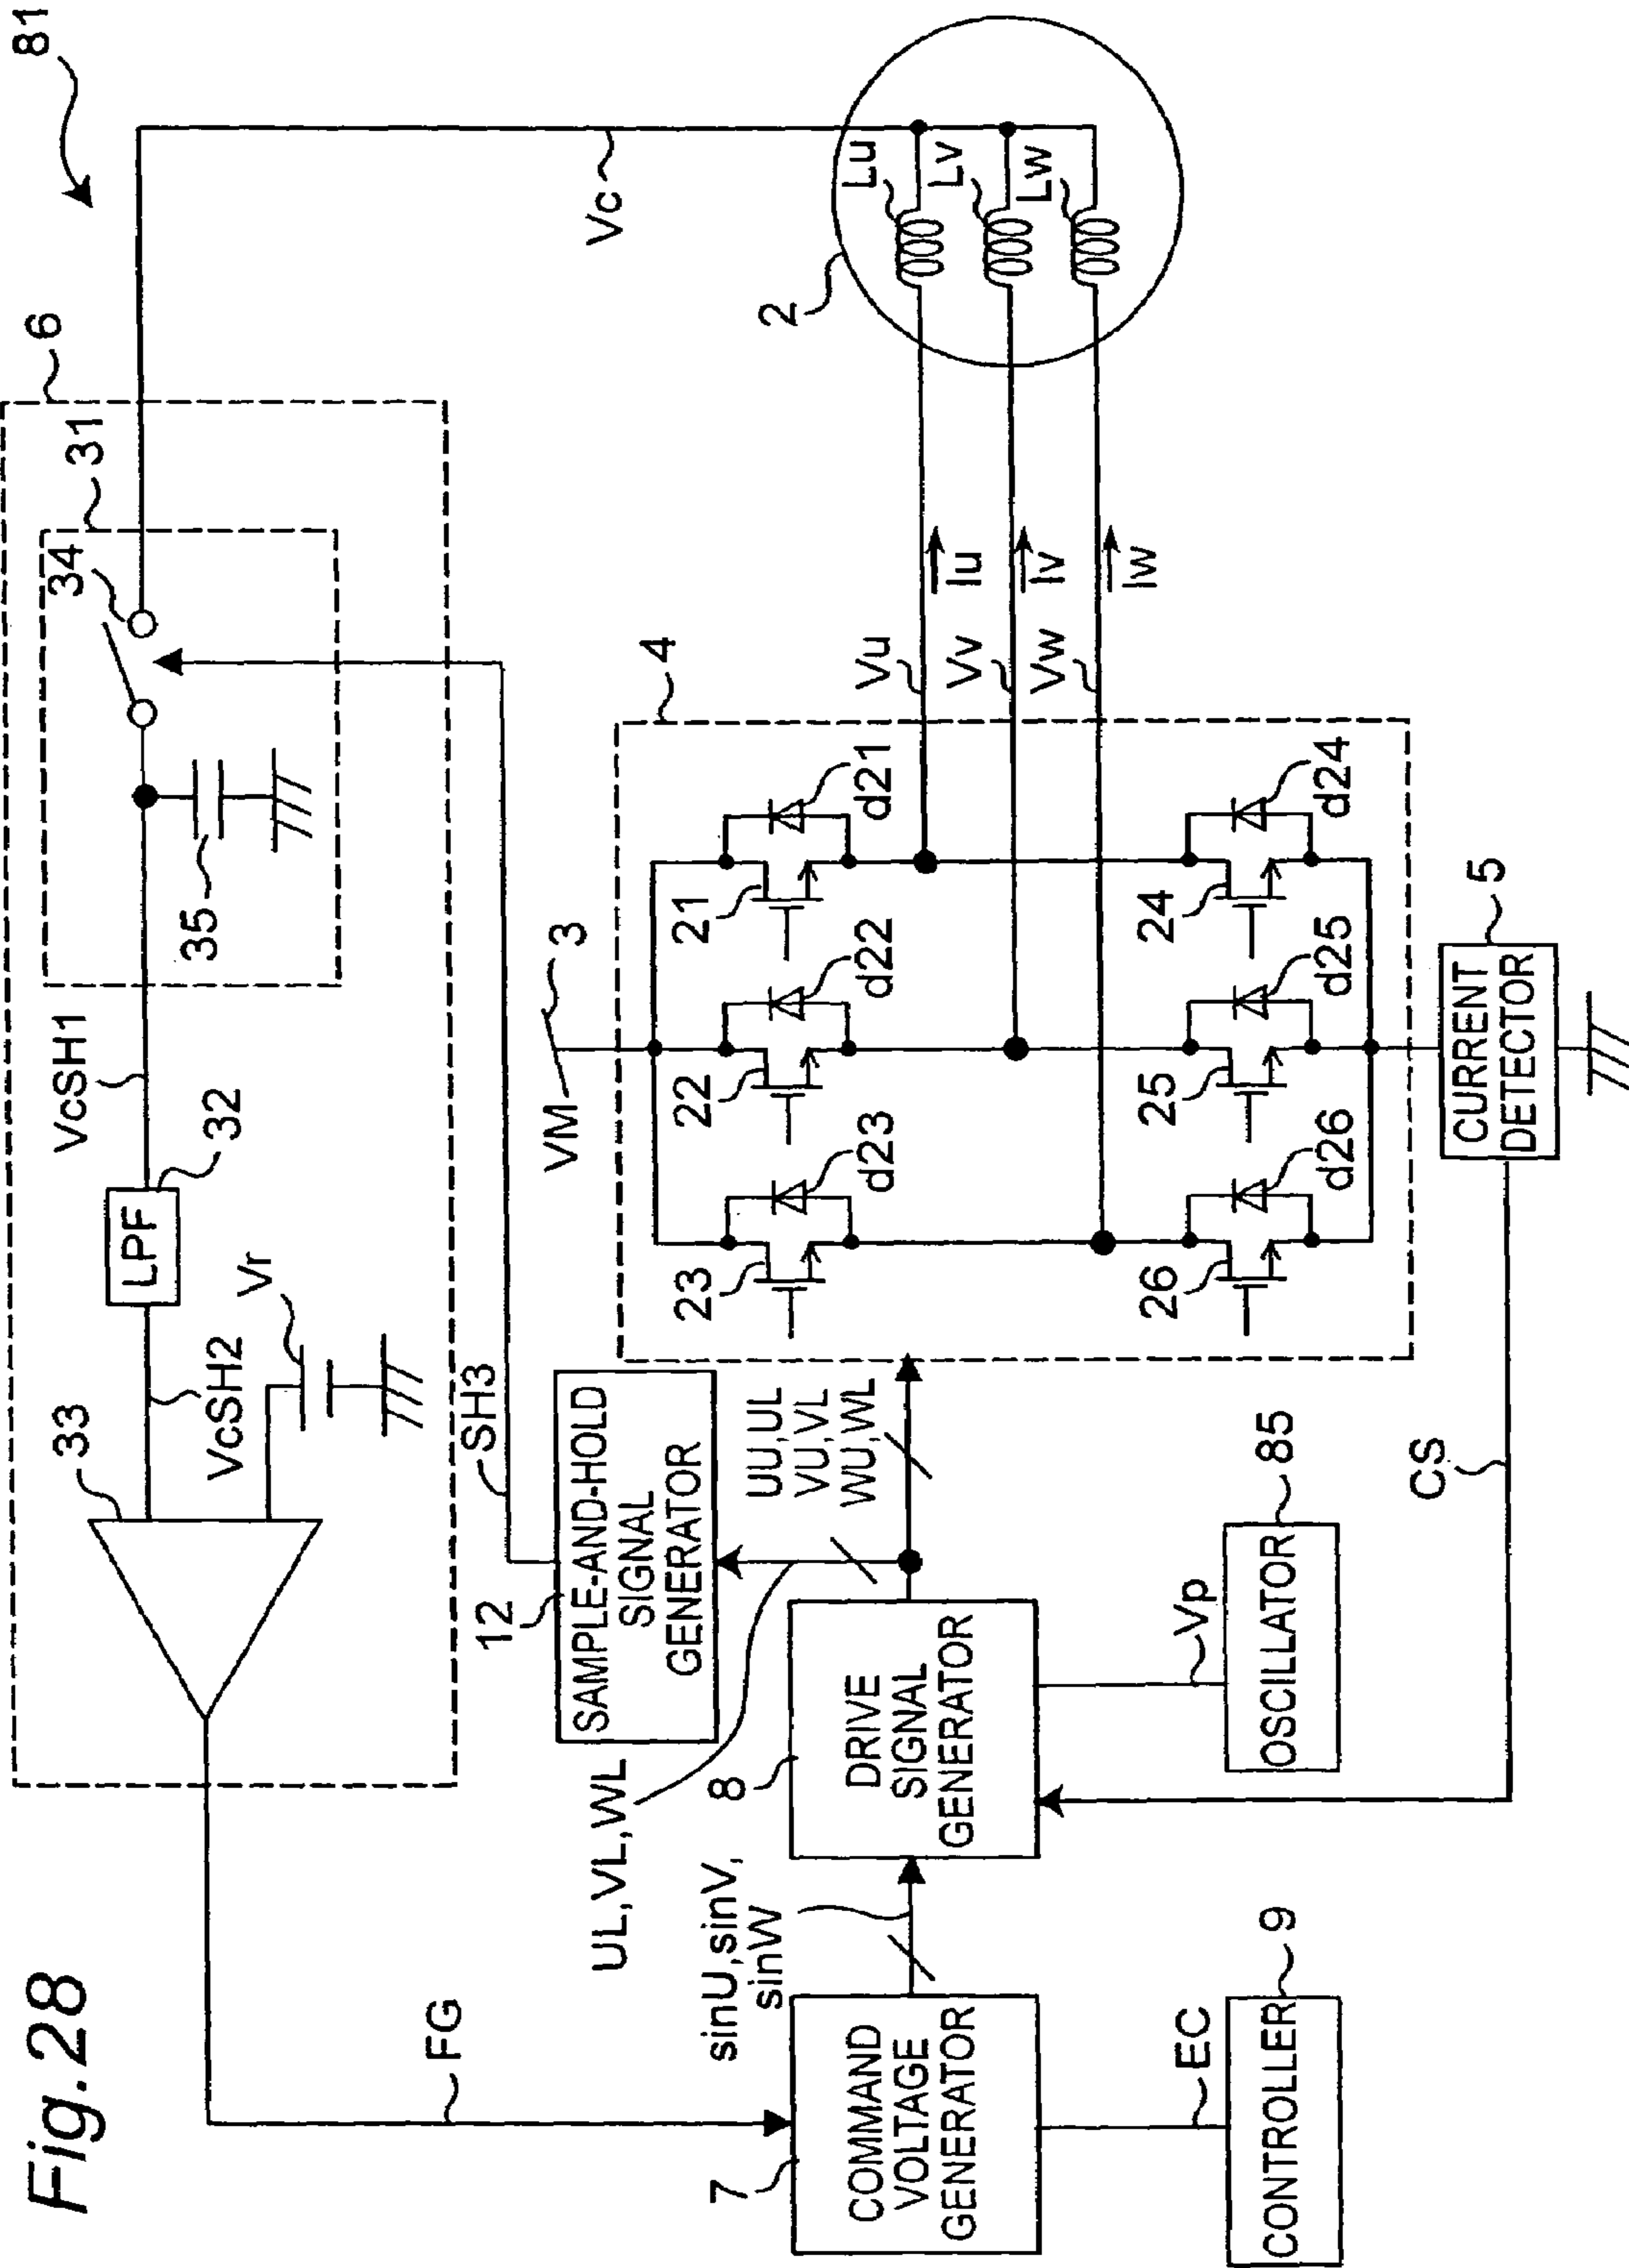 Fig.28
81
6
31
34
35
VcSH1
32
LPF
Vr
VcSH2
33
Vc
2
Lu
Lv
Lw
Iu
Iv
Iw
Vu
Vv
Vw
4
3
VM
21
d21
22
d22
23
d23
24
d24
25
d25
26
d26
5
CURRENT
DETECTOR
SH3
12
SAMPLE-AND-HOLD
SIGNAL
GENERATOR
UU,UL
VU,VL
WU,WL
UL,VL,WL
8
DRIVE
SIGNAL
GENERATOR
Vp
85
OSCILLATOR
CS
sinU,sinV,
sinW
FG
7
COMMAND
VOLTAGE
GENERATOR
EC
9
CONTROLLER